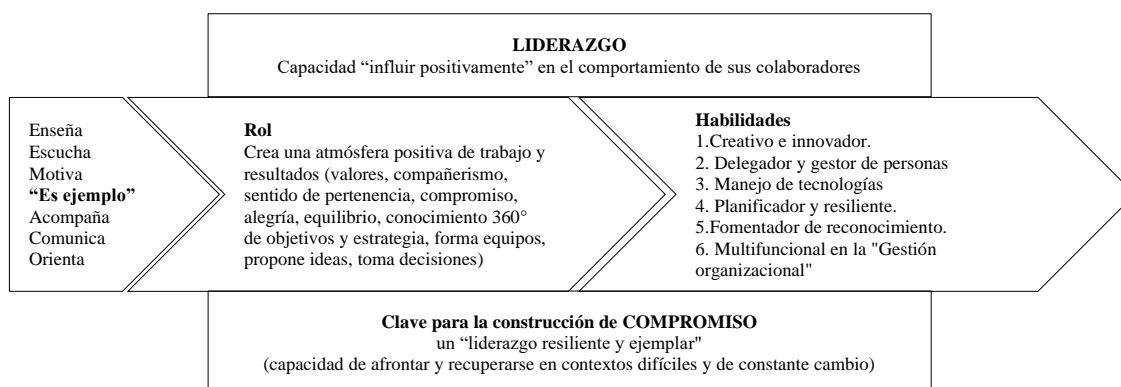 LIDERAZGO
Capacidad “influir positivamente” en el comportamiento de sus colaboradores
Enseña
Escucha
Motiva
“Es ejemplo”
Acompaña
Comunica
Orienta
Rol
Crea una atmósfera positiva de trabajo y
resultados (valores, compañerismo,
sentido de pertenencia, compromiso,
alegría, equilibrio, conocimiento 360°
de objetivos y estrategia, forma equipos,
propone ideas, toma decisiones)
Habilidades
1.Creativo e innovador.
2. Delegador y gestor de personas
3. Manejo de tecnologías
4. Planificador y resiliente.
5.Fomentador de reconocimiento.
6. Multifuncional en la "Gestión
organizacional"
Clave para la construcción de COMPROMISO
un “liderazgo resiliente y ejemplar"
(capacidad de afrontar y recuperarse en contextos difíciles y de constante cambio)